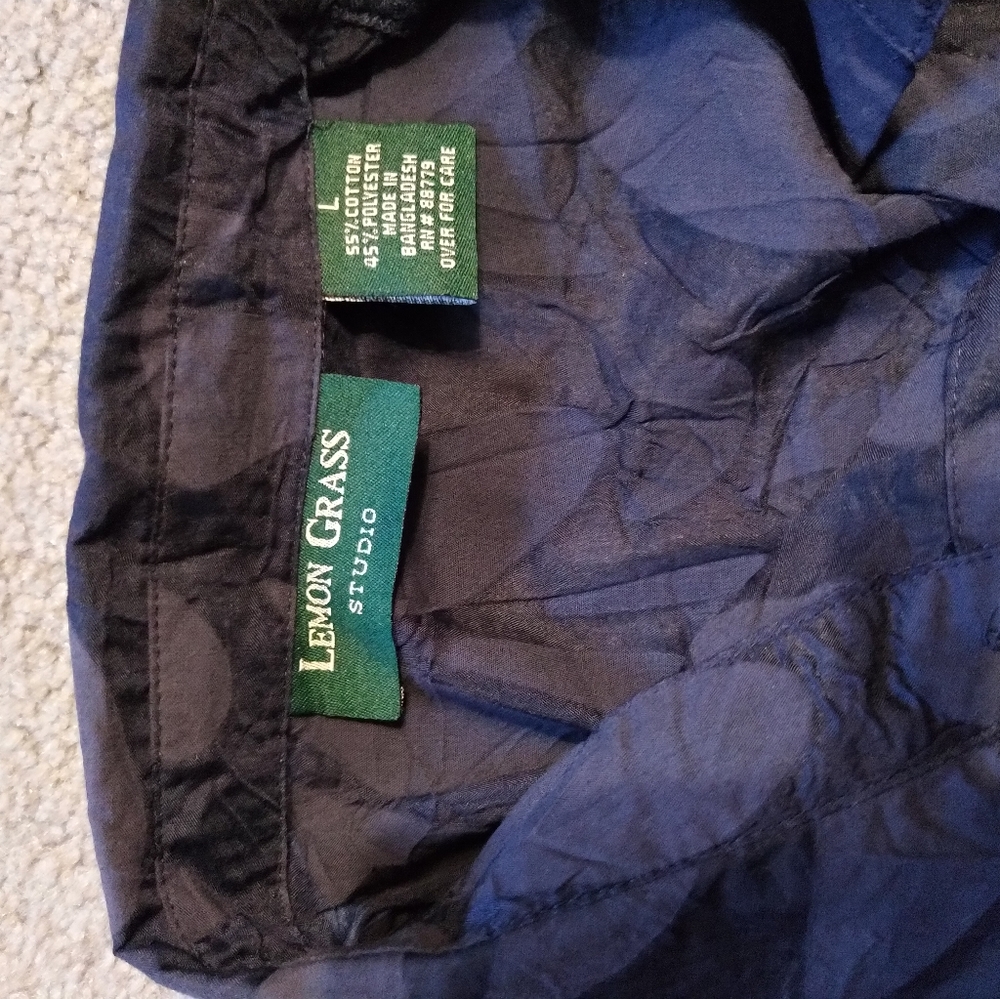 L
55% COTTON
45% POLYESTER
MADE IN
BANGLADESH
RN# 88779
OVER FOR CARE
LEMON GRASS
STUDIO